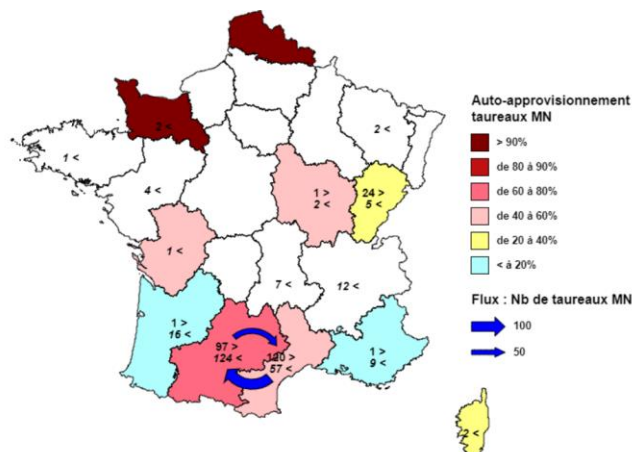 2 <
1 <
2 <
4 <
1 >
2 <
24 >
5 <
1 <
7 <
12 <
1 >
16 <
97 >
124 <
120 >
57 <
1 >
9 <
2 <
Auto-approvisionnement
taureaux MN
> 90%
de 80 à 90%
de 60 à 80%
de 40 à 60%
de 20 à 40%
< à 20%
Flux : Nb de taureaux MN
100
50